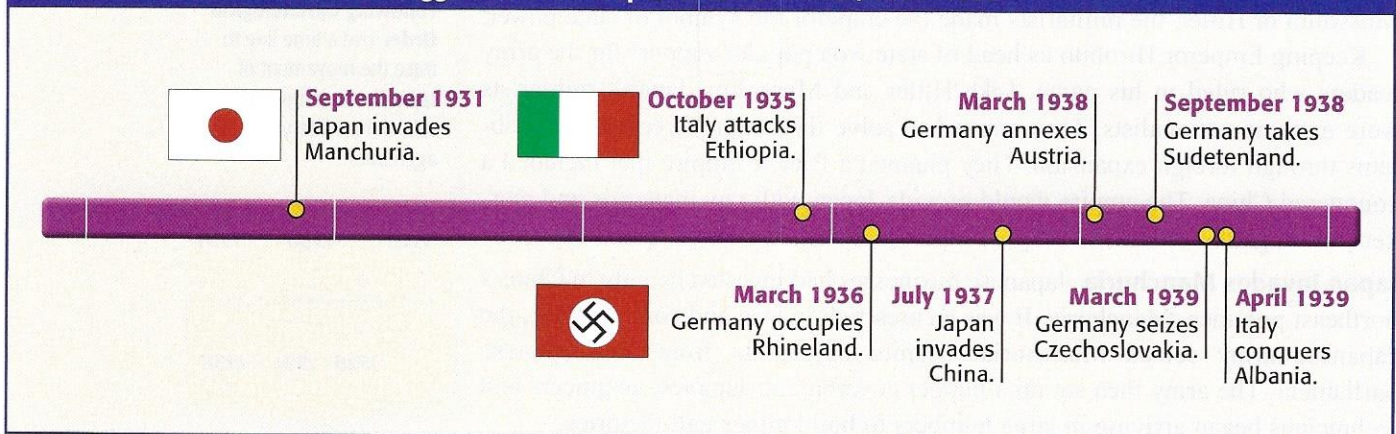 September 1931
Japan invades
Manchuria.
October 1935
Italy attacks
Ethiopia.
March 1938
Germany annexes
Austria.
September 1938
Germany takes
Sudetenland.
March 1936
Germany occupies
Rhineland.
July 1937
Japan
invades
China.
March 1939
Germany seizes
Czechoslovakia.
April 1939
Italy
conquers
Albania.